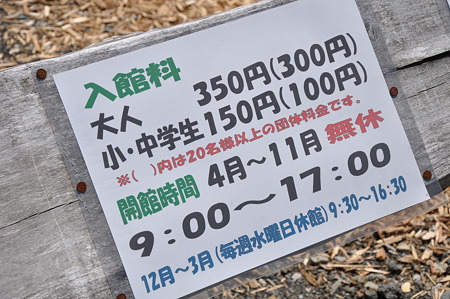 入館料
大人 350円(300円)
小・中学生150円(100円)
※( )内は20名様以上の団体料金です。
開館時間 4月～11月 無休
9：00～17：00
12月～3月(毎週水曜日休館)9:30～16:30